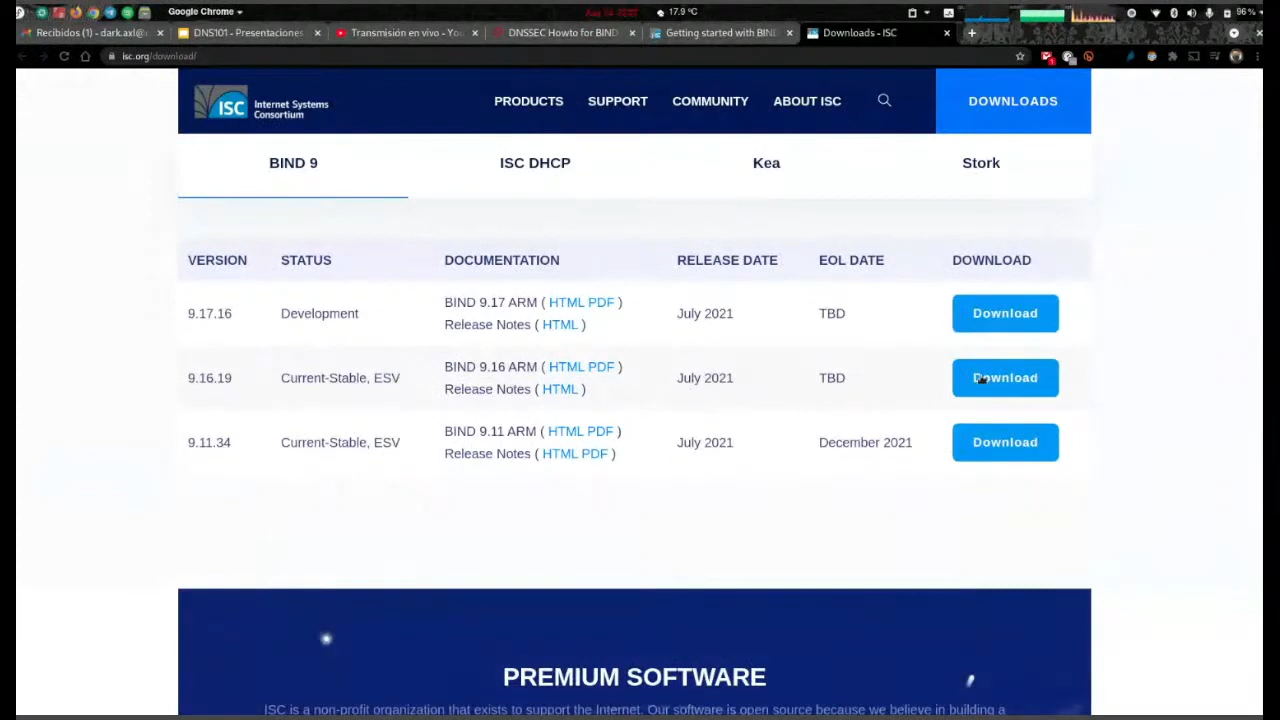 Google Chrome
17.9 °C
96 %
Recibidos (1) - dark.axl@
DNS101 - Presentaciones
Transmisión en vivo - You
DNSSEC Howto for BIND
Getting started with BIND
Downloads - ISC
isc.org/download/
ISC Internet Systems
Consortium
PRODUCTS SUPPORT COMMUNITY ABOUT ISC DOWNLOADS
BIND 9 ISC DHCP Kea Stork
VERSION STATUS DOCUMENTATION RELEASE DATE EOL DATE DOWNLOAD
BIND 9.17 ARM ( HTML PDF )
9.17.16 Development July 2021 TBD Download
Release Notes ( HTML )
BIND 9.16 ARM ( HTML PDF )
9.16.19 Current-Stable, ESV July 2021 TBD Download
Release Notes ( HTML )
BIND 9.11 ARM ( HTML PDF )
9.11.34 Current-Stable, ESV July 2021 December 2021 Download
Release Notes ( HTML PDF )
PREMIUM SOFTWARE
ISC is a non-profit organization that exists to support the Internet. Our software is open source because we believe in building a